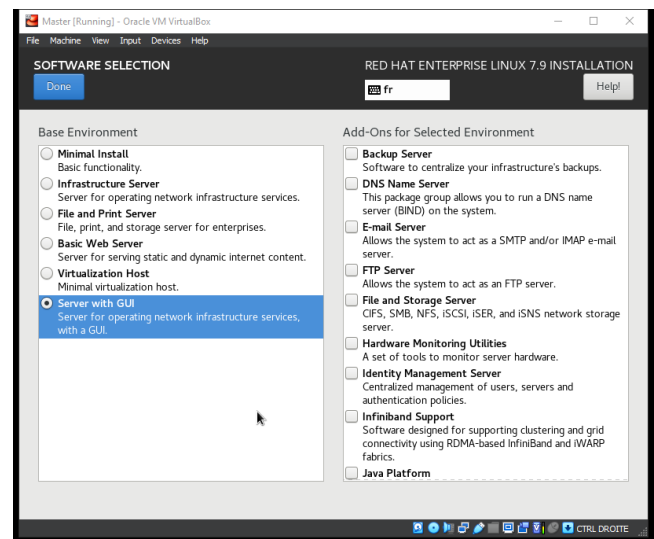 Master [Running] - Oracle VM VirtualBox
File Machine View Input Devices Help
SOFTWARE SELECTION
RED HAT ENTERPRISE LINUX 7.9 INSTALLATION
Done
fr
Help!
Base Environment
Minimal Install
Basic functionality.
Infrastructure Server
Server for operating network infrastructure services.
File and Print Server
File, print, and storage server for enterprises.
Basic Web Server
Server for serving static and dynamic internet content.
Virtualization Host
Minimal virtualization host.
Server with GUI
Server for operating network infrastructure services,
with a GUI.
Add-Ons for Selected Environment
Backup Server
Software to centralize your infrastructure's backups.
DNS Name Server
This package group allows you to run a DNS name
server (BIND) on the system.
E-mail Server
Allows the system to act as a SMTP and/or IMAP e-mail
server.
FTP Server
Allows the system to act as an FTP server.
File and Storage Server
CIFS, SMB, NFS, iSCSI, iSER, and iSNS network storage
server.
Hardware Monitoring Utilities
A set of tools to monitor server hardware.
Identity Management Server
Centralized management of users, servers and
authentication policies.
Infiniband Support
Software designed for supporting clustering and grid
connectivity using RDMA-based InfiniBand and iWARP
fabrics.
Java Platform
CTRL DROITE